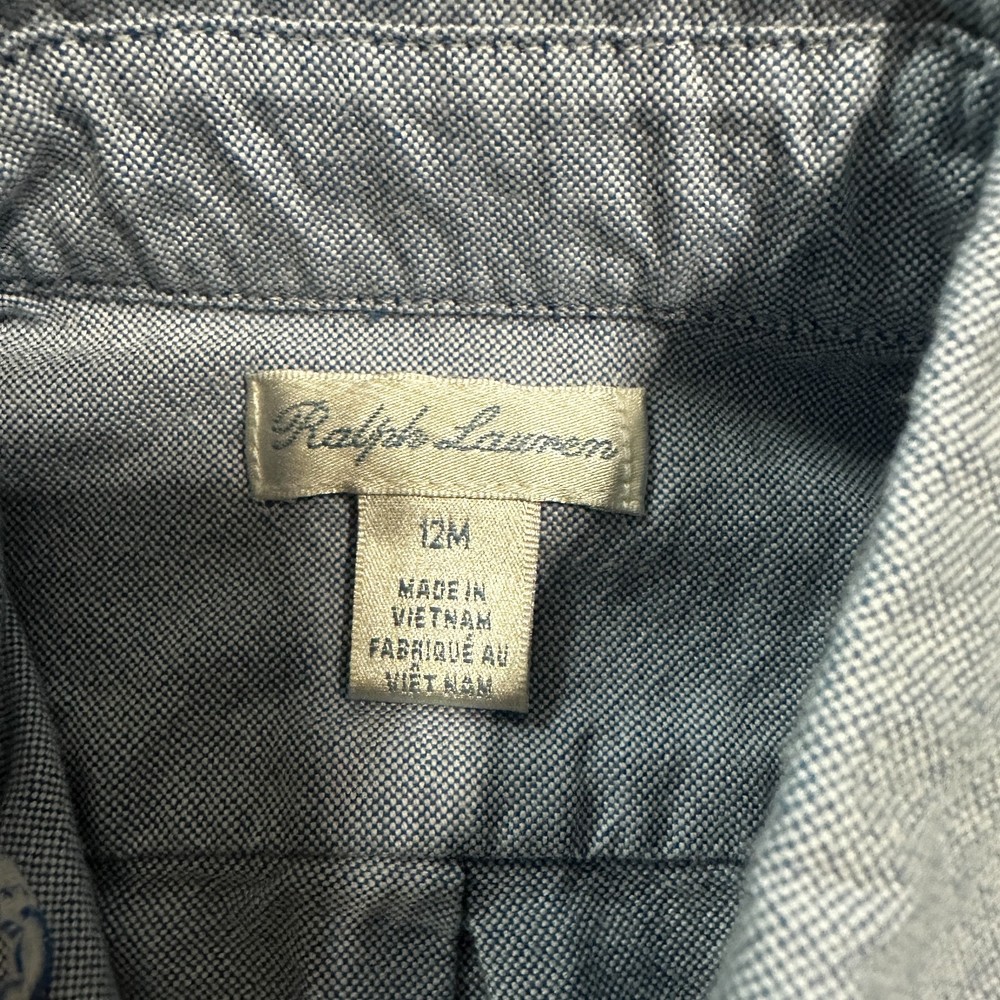 Ralph Lauren
12M
MADE IN
VIETNAM
FABRIQUÉ AU
VIÊT NAM